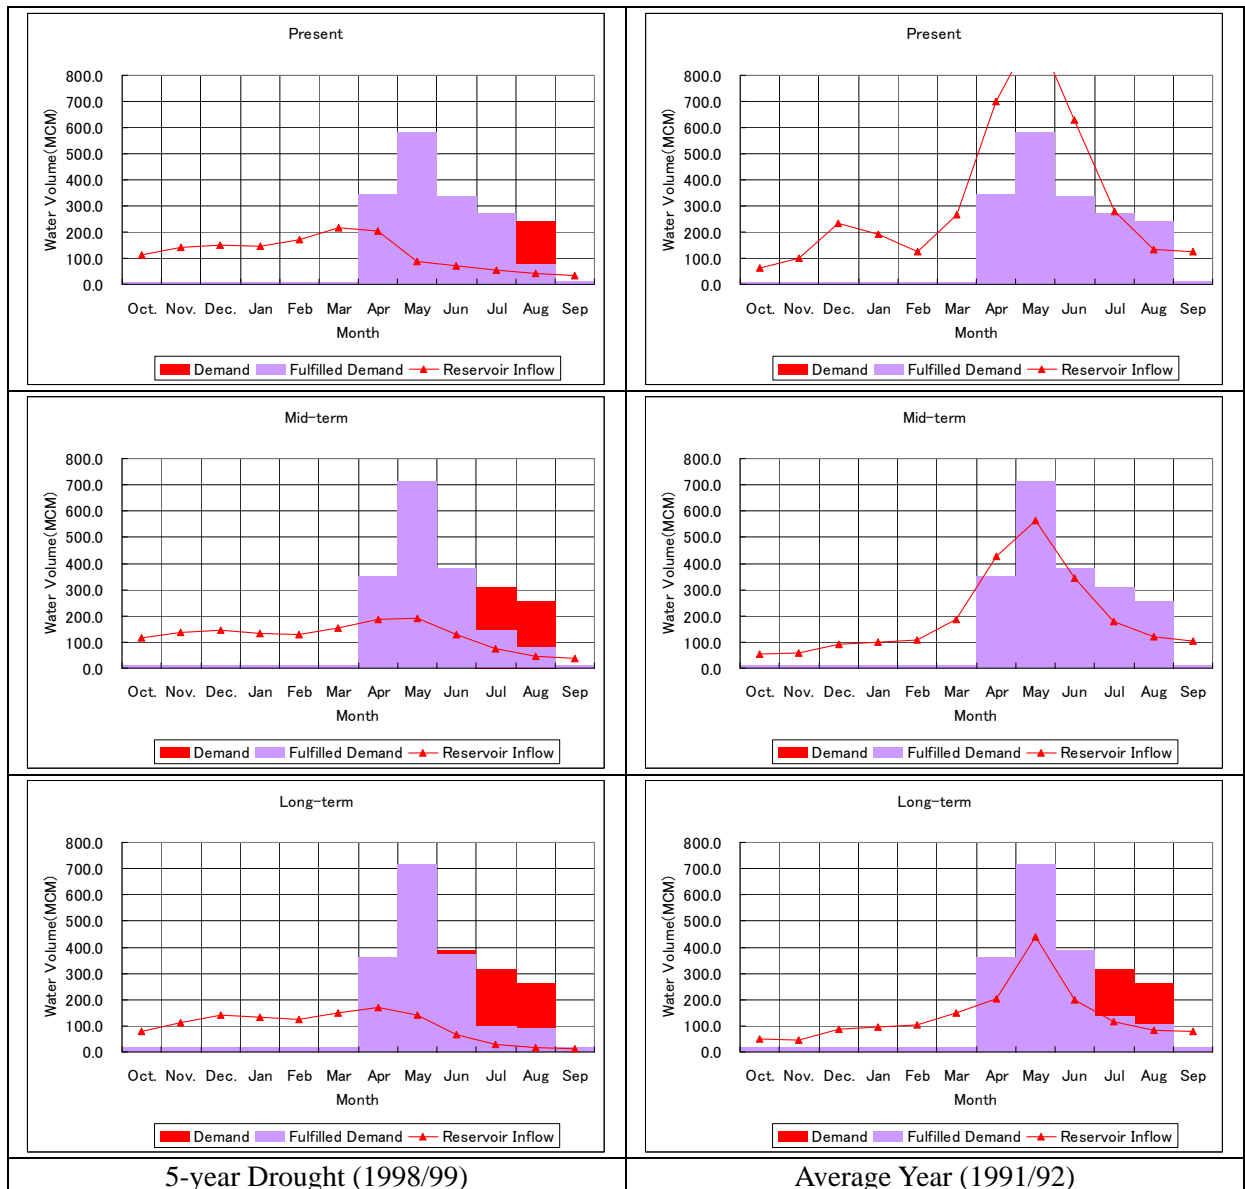 Present
Water Volume(MCM)
800.0
700.0
600.0
500.0
400.0
300.0
200.0
100.0
0.0
Oct. Nov. Dec. Jan Feb Mar Apr May Jun Jul Aug Sep
Month
Demand Fulfilled Demand Reservoir Inflow
Present
Water Volume(MCM)
800.0
700.0
600.0
500.0
400.0
300.0
200.0
100.0
0.0
Oct. Nov. Dec. Jan Feb Mar Apr May Jun Jul Aug Sep
Month
Demand Fulfilled Demand Reservoir Inflow
Mid-term
Water Volume(MCM)
800.0
700.0
600.0
500.0
400.0
300.0
200.0
100.0
0.0
Oct. Nov. Dec. Jan Feb Mar Apr May Jun Jul Aug Sep
Month
Demand Fulfilled Demand Reservoir Inflow
Mid-term
Water Volume(MCM)
800.0
700.0
600.0
500.0
400.0
300.0
200.0
100.0
0.0
Oct. Nov. Dec. Jan Feb Mar Apr May Jun Jul Aug Sep
Month
Demand Fulfilled Demand Reservoir Inflow
Long-term
Water Volume(MCM)
800.0
700.0
600.0
500.0
400.0
300.0
200.0
100.0
0.0
Oct. Nov. Dec. Jan Feb Mar Apr May Jun Jul Aug Sep
Month
Demand Fulfilled Demand Reservoir Inflow
Long-term
Water Volume(MCM)
800.0
700.0
600.0
500.0
400.0
300.0
200.0
100.0
0.0
Oct. Nov. Dec. Jan Feb Mar Apr May Jun Jul Aug Sep
Month
Demand Fulfilled Demand Reservoir Inflow
5-year Drought (1998/99)
Average Year (1991/92)